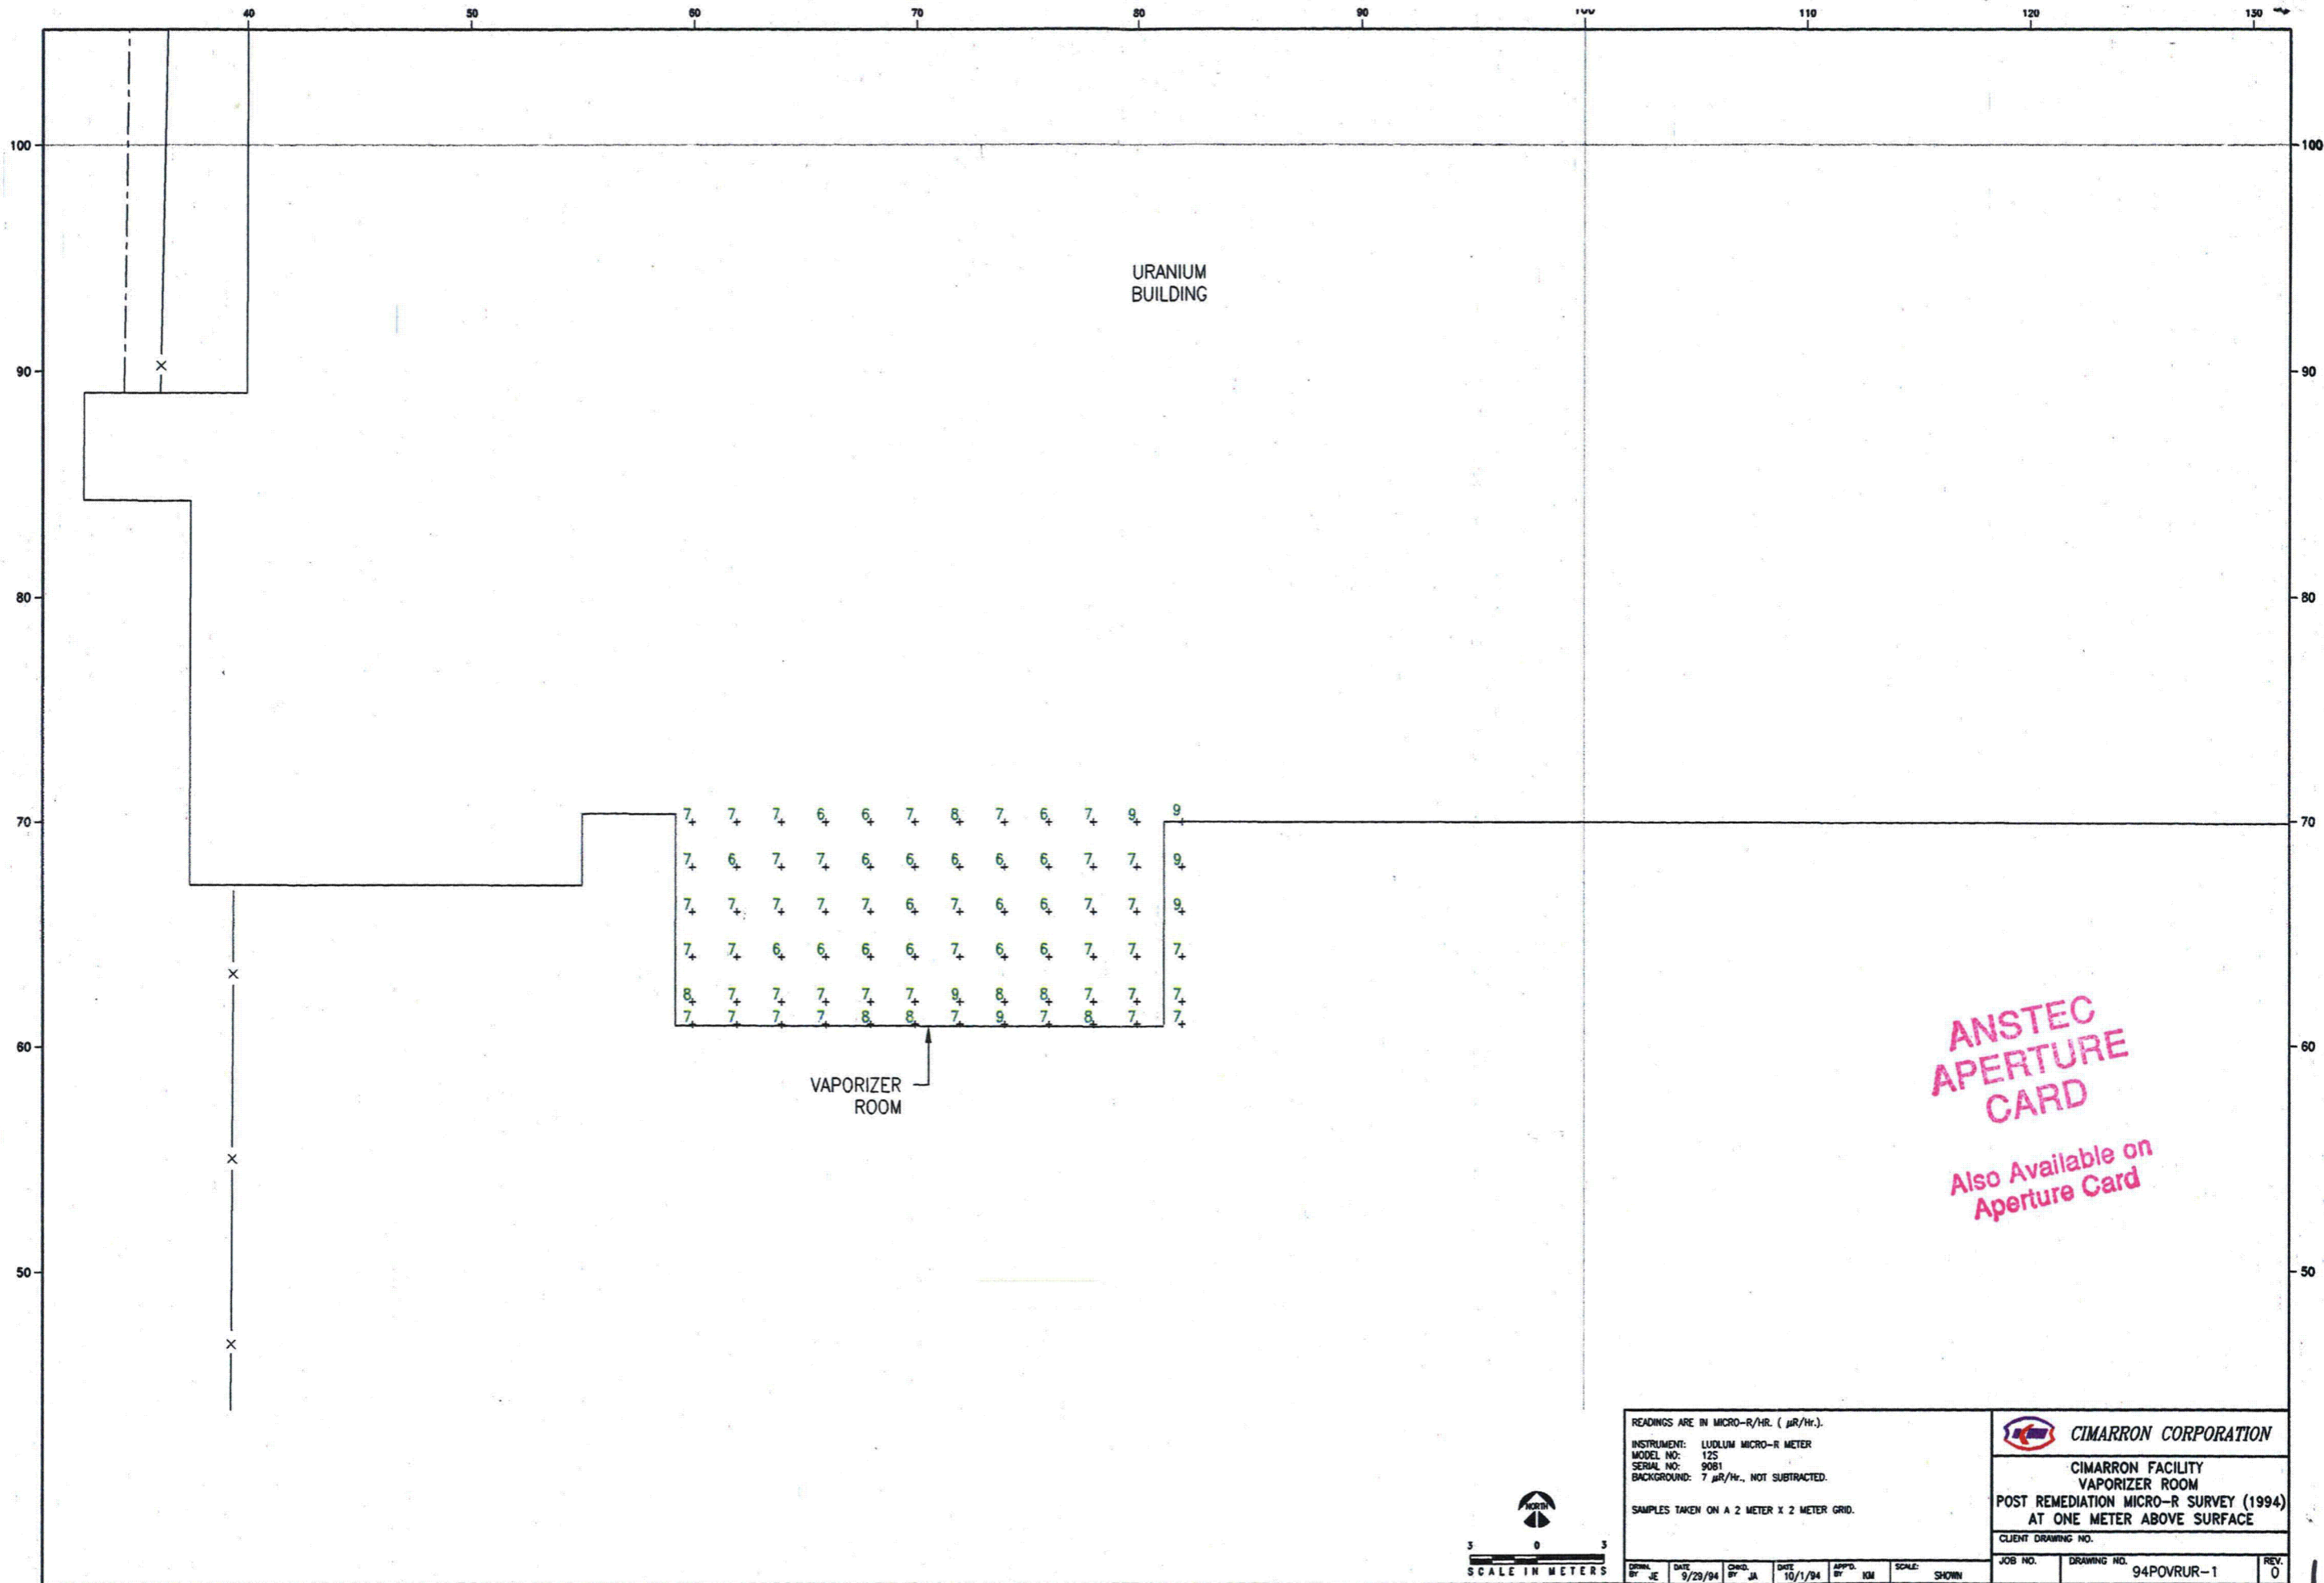 40 50 60 70 80 90 100 110 120 130
100 100
URANIUM
BUILDING
90 90
80 80
7 7 7 6 6 7 8 7 6 7 9 9
70 70
7 6 7 7 6 6 6 6 6 7 7 9
7 7 7 7 7 6 7 6 6 7 7 9
7 7 6 6 6 6 7 6 6 7 7 7
8 7 7 7 7 7 9 8 8 7 7 7
7 7 7 7 8 8 7 9 7 8 7 7
60 60
VAPORIZER
ROOM
ANSTEC
APERTURE
CARD
Also Available on
Aperture Card
50 50
READINGS ARE IN MICRO-R/HR. ( µR/Hr.).
INSTRUMENT: LUDLUM MICRO-R METER
MODEL NO: 12S
SERIAL NO: 9081
BACKGROUND: 7 µR/Hr., NOT SUBTRACTED.
SAMPLES TAKEN ON A 2 METER X 2 METER GRID.
CIMARRON CORPORATION
CIMARRON FACILITY
VAPORIZER ROOM
POST REMEDIATION MICRO-R SURVEY (1994)
AT ONE METER ABOVE SURFACE
CLIENT DRAWING NO.
NORTH
3 0 3
SCALE IN METERS
DRWN. BY JE DATE 9/29/94 CHKD. BY JA DATE 10/1/94 APP'D. BY KM SCALE: SHOWN
JOB NO. DRAWING NO. 94POVRUR-1 REV. 0